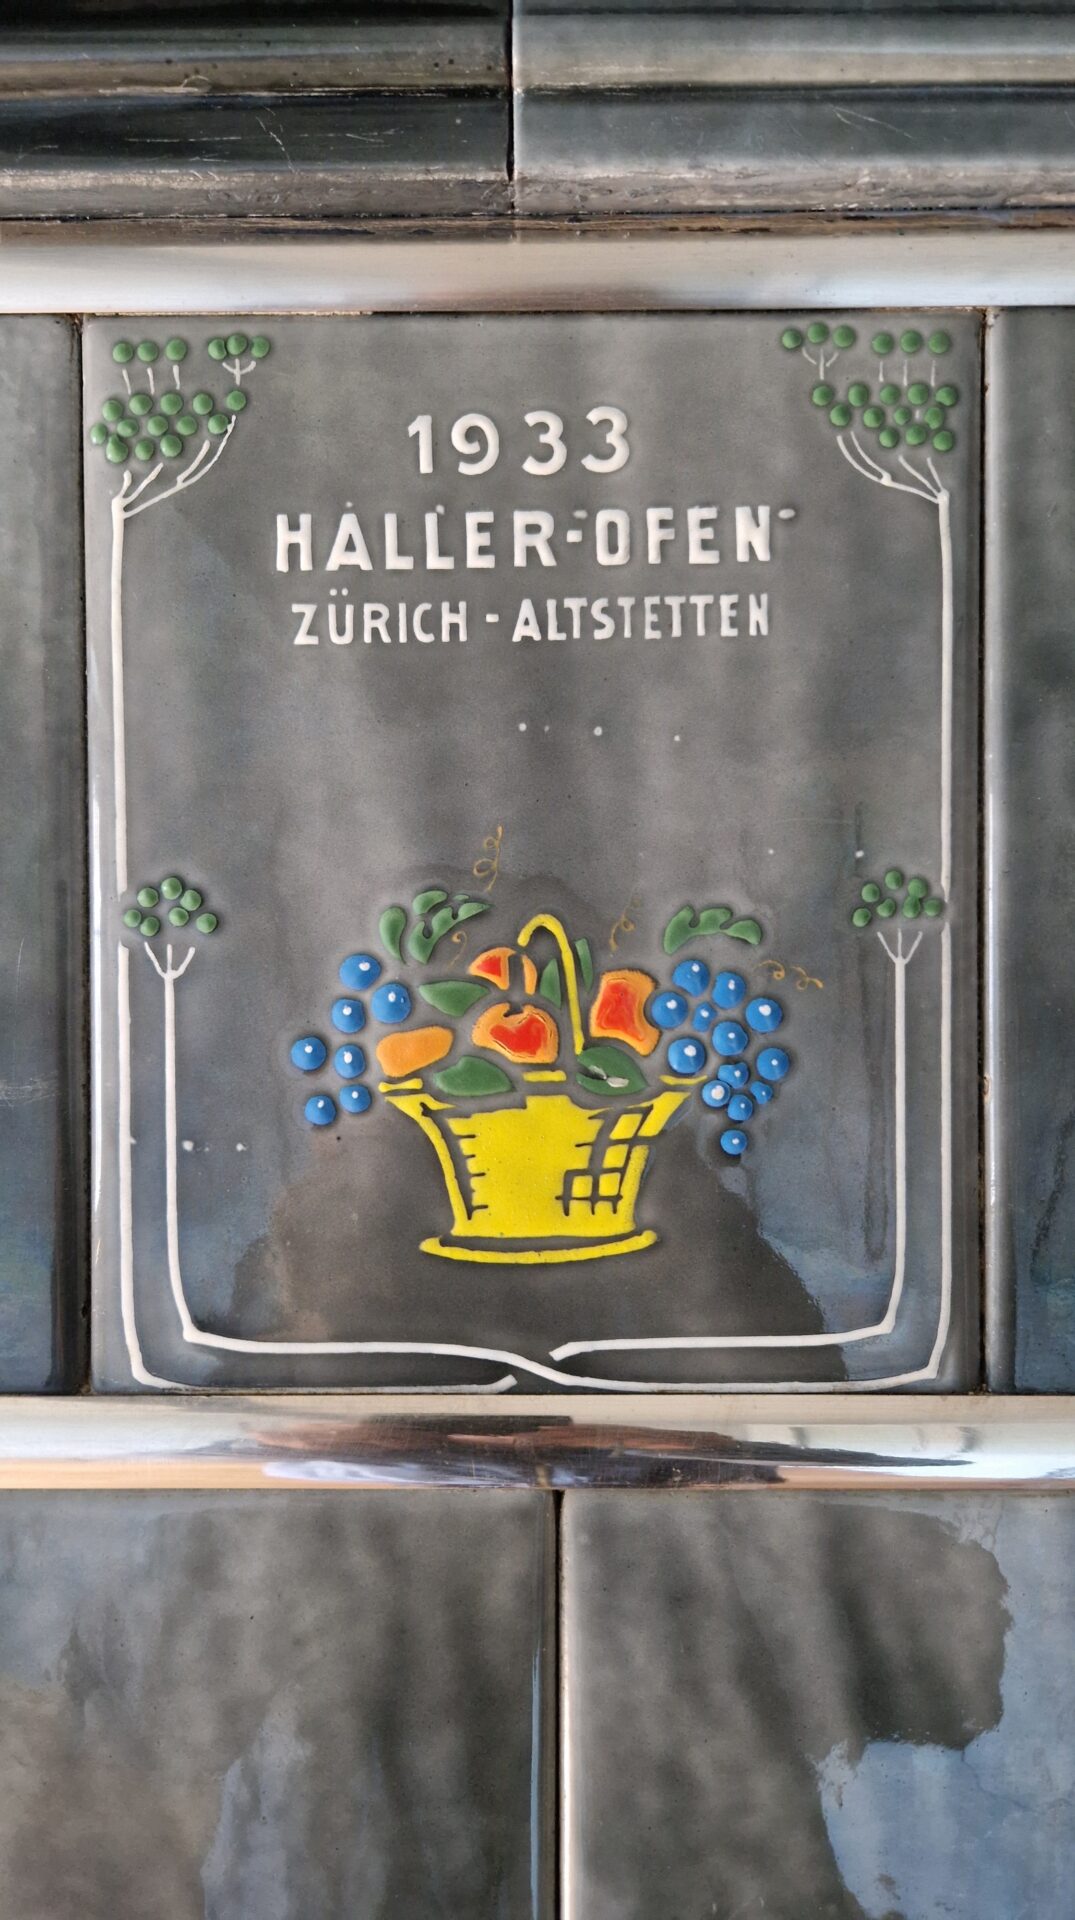 1933
HALLER-OFEN
ZÜRICH - ALTSTETTEN